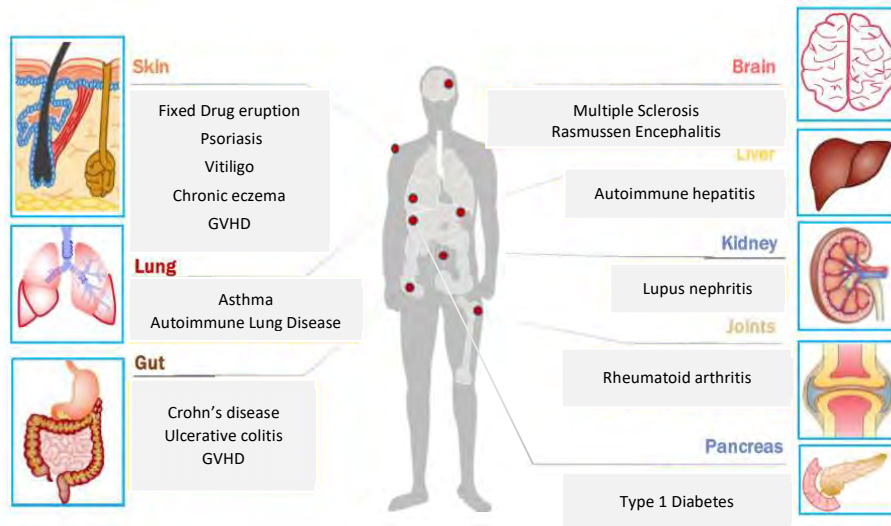 Skin
Fixed Drug eruption
Psoriasis
Vitiligo
Chronic eczema
GVHD
Lung
Asthma
Autoimmune Lung Disease
Gut
Crohn’s disease
Ulcerative colitis
GVHD
Brain
Multiple Sclerosis
Rasmussen Encephalitis
Liver
Autoimmune hepatitis
Kidney
Lupus nephritis
Joints
Rheumatoid arthritis
Pancreas
Type 1 Diabetes